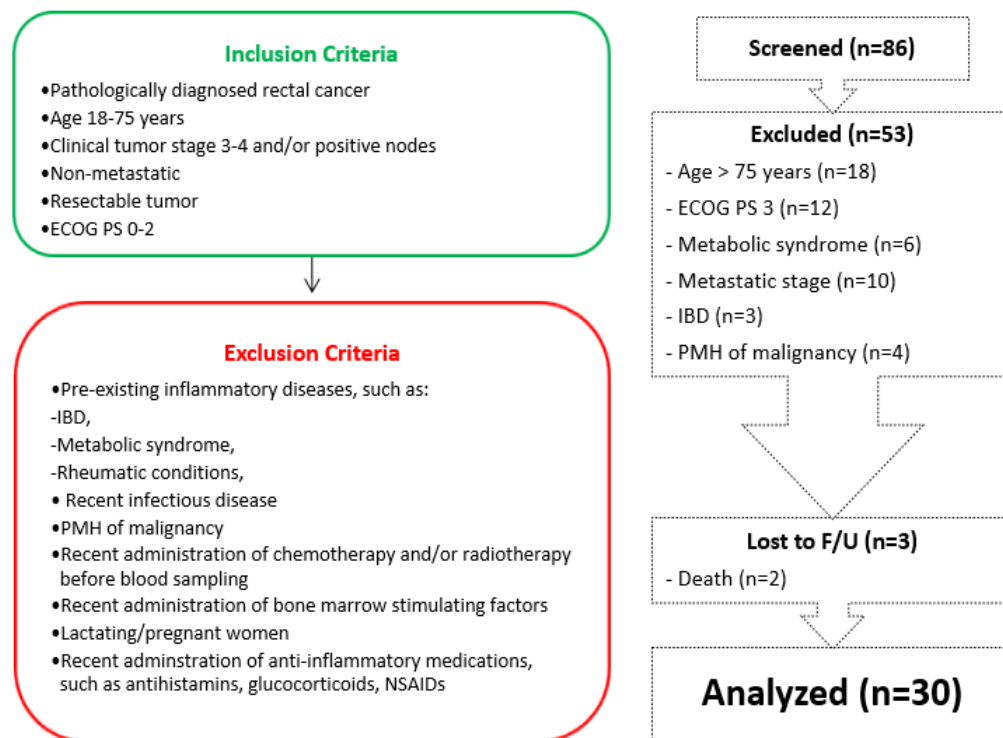 Inclusion Criteria
•Pathologically diagnosed rectal cancer
•Age 18-75 years
•Clinical tumor stage 3-4 and/or positive nodes
•Non-metastatic
•Resectable tumor
•ECOG PS 0-2
Exclusion Criteria
•Pre-existing inflammatory diseases, such as:
-IBD,
-Metabolic syndrome,
-Rheumatic conditions,
• Recent infectious disease
•PMH of malignancy
•Recent administration of chemotherapy and/or radiotherapy
before blood sampling
•Recent administration of bone marrow stimulating factors
•Lactating/pregnant women
•Recent adminstration of anti-inflammatory medications,
such as antihistamins, glucocorticoids, NSAIDs
Screened (n=86)
Excluded (n=53)
- Age > 75 years (n=18)
- ECOG PS 3 (n=12)
- Metabolic syndrome (n=6)
- Metastatic stage (n=10)
- IBD (n=3)
- PMH of malignancy (n=4)
Lost to F/U (n=3)
- Death (n=2)
Analyzed (n=30)